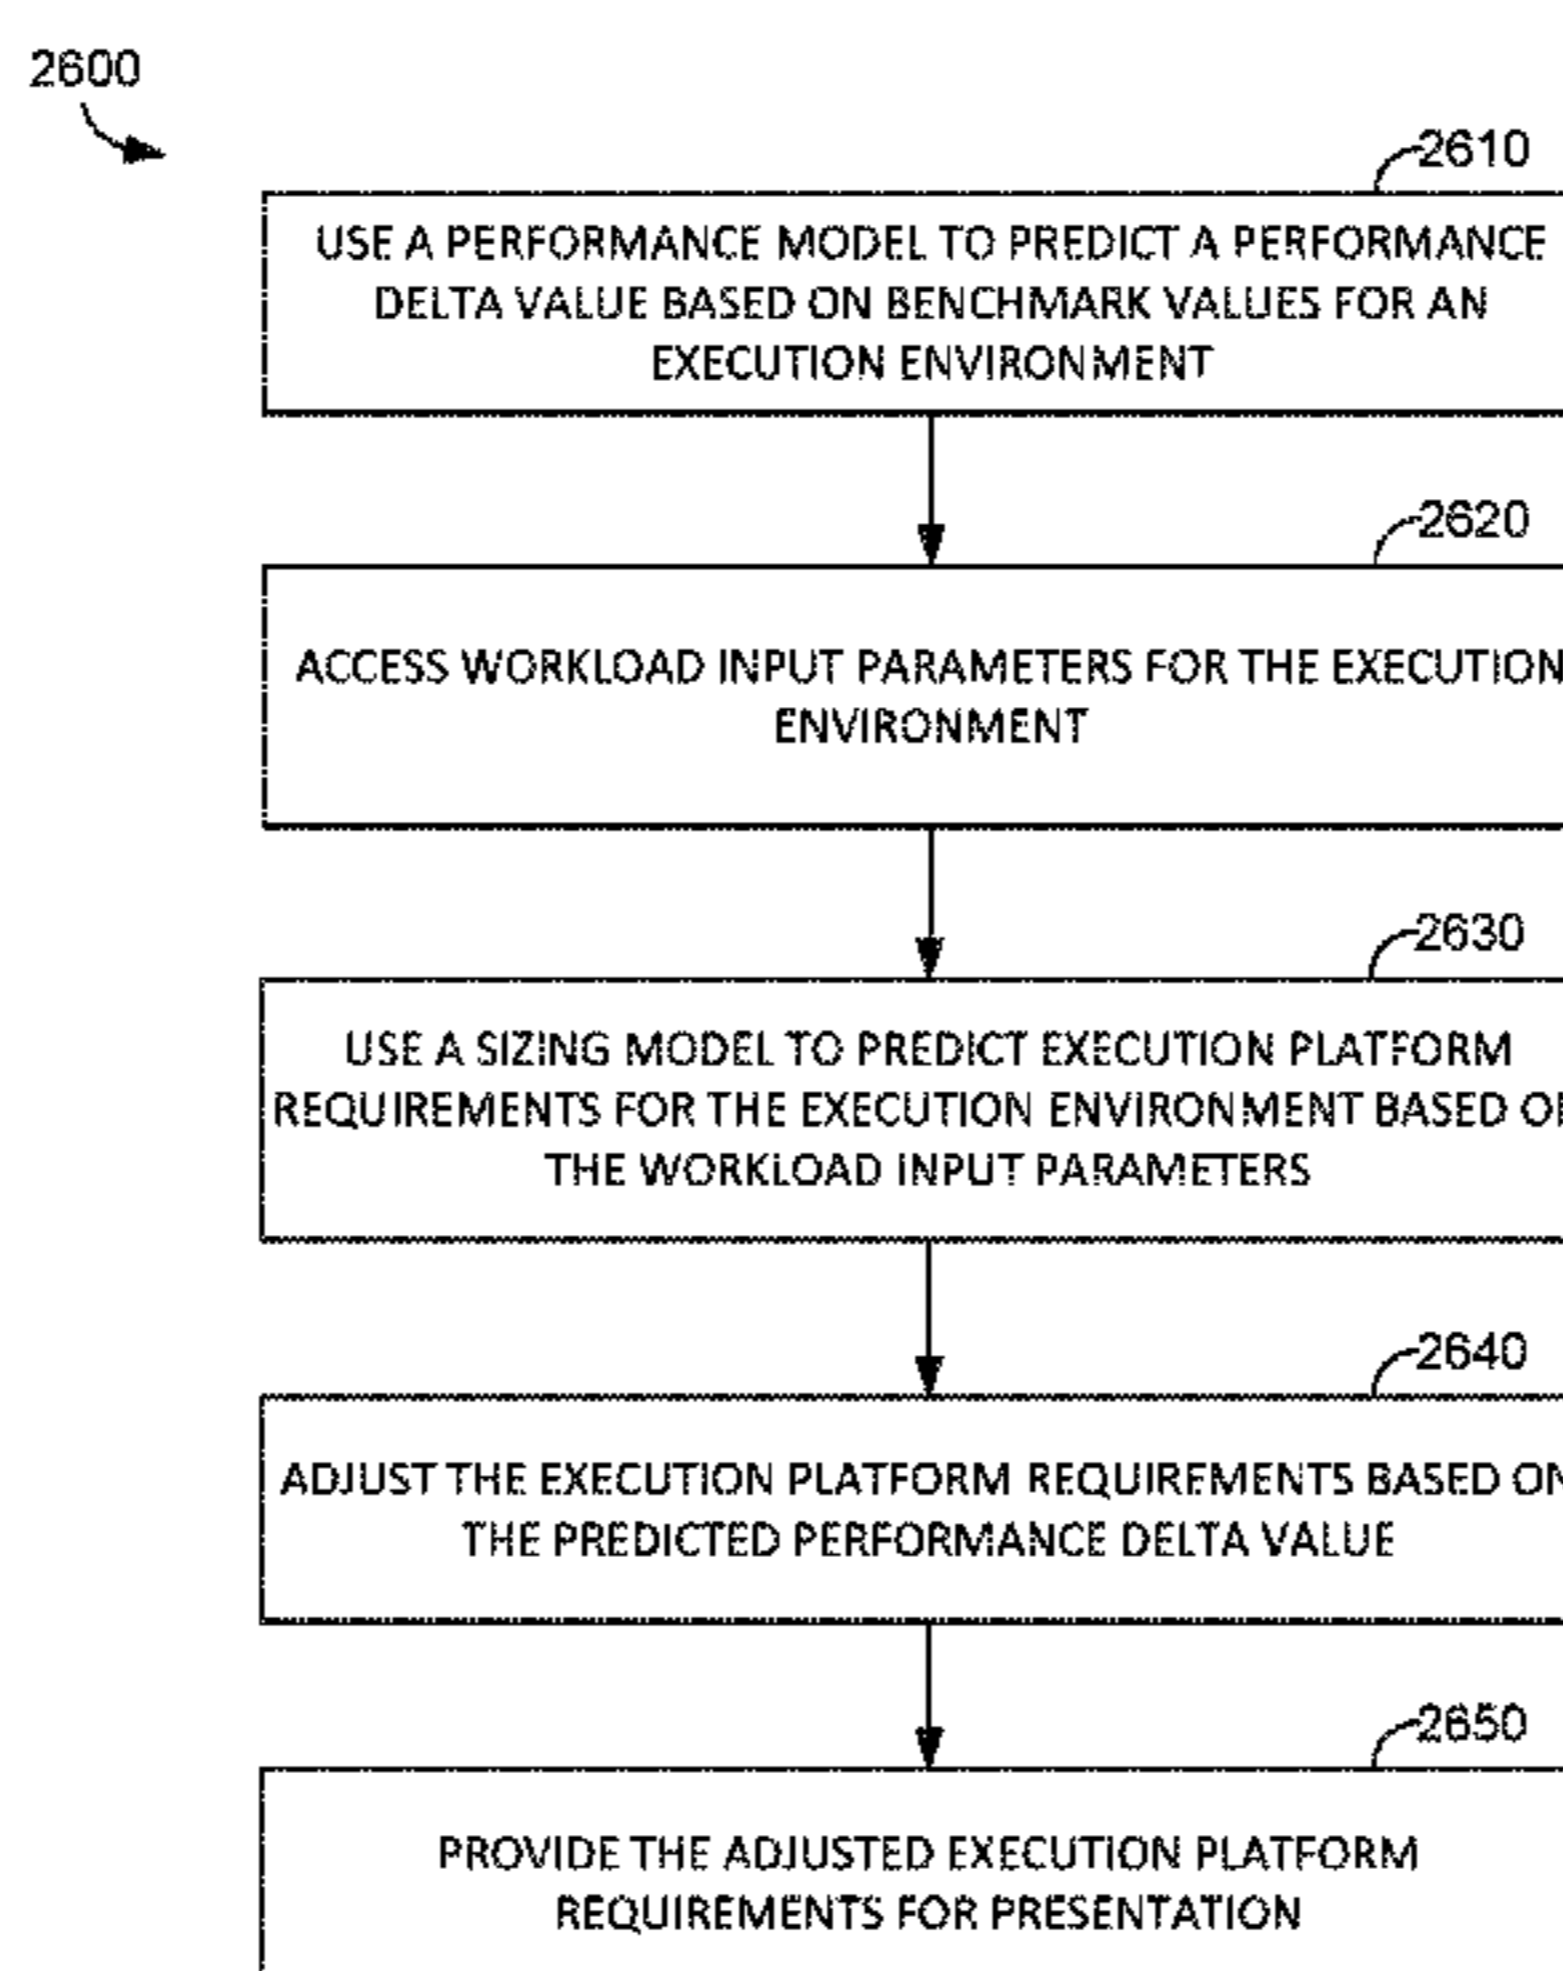 2600
2610
USE A PERFORMANCE MODEL TO PREDICT A PERFORMANCE
DELTA VALUE BASED ON BENCHMARK VALUES FOR AN
EXECUTION ENVIRONMENT
2620
ACCESS WORKLOAD INPUT PARAMETERS FOR THE EXECUTION
ENVIRONMENT
2630
USE A SIZING MODEL TO PREDICT EXECUTION PLATFORM
REQUIREMENTS FOR THE EXECUTION ENVIRONMENT BASED
THE WORKLOAD INPUT PARAMETERS
2640
ADJUST THE EXECUTION PLATFORM REQUIREMENTS BASED ON
THE PREDICTED PERFORMANCE DELTA VALUE
2650
PROVIDE THE ADJUSTED EXECUTION PLATFORM
REQUIREMENTS FOR PRESENTATION